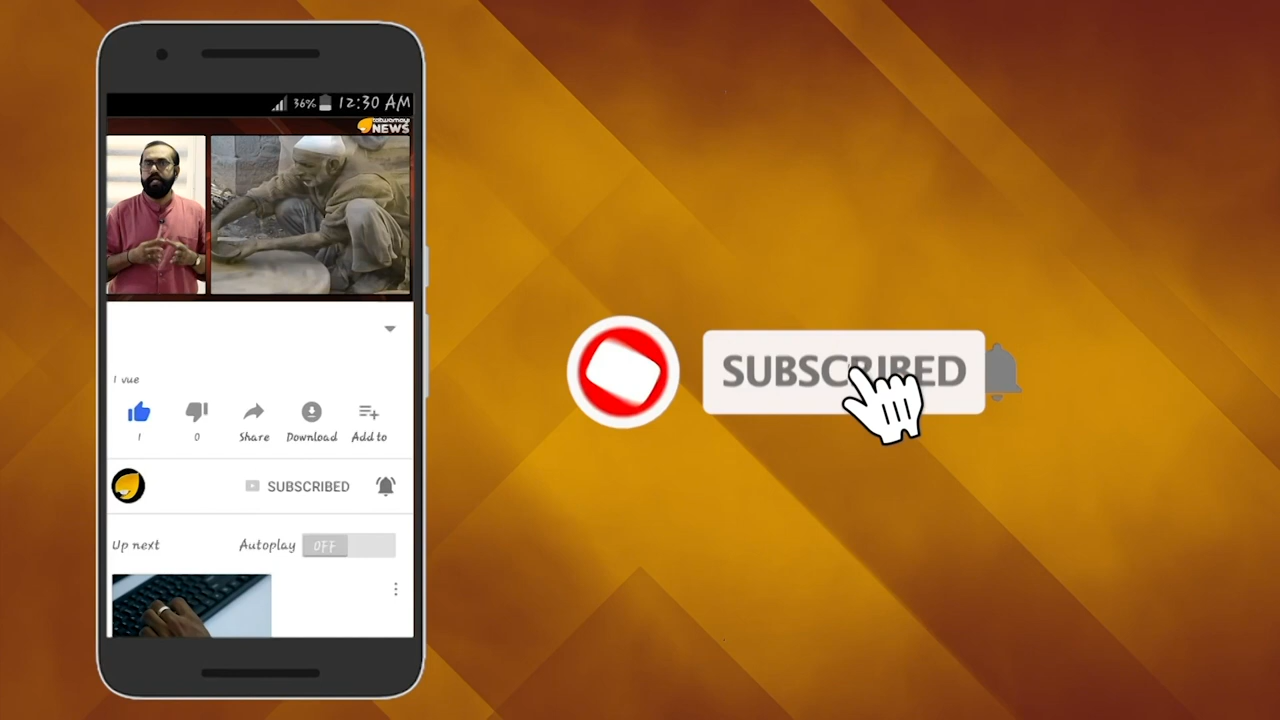 36% 12:30 AM
tatwamayi
NEWS
1 vue
1 0 Share Download Add to
SUBSCRIBED
Up next Autoplay OFF
SUBSCRIBED